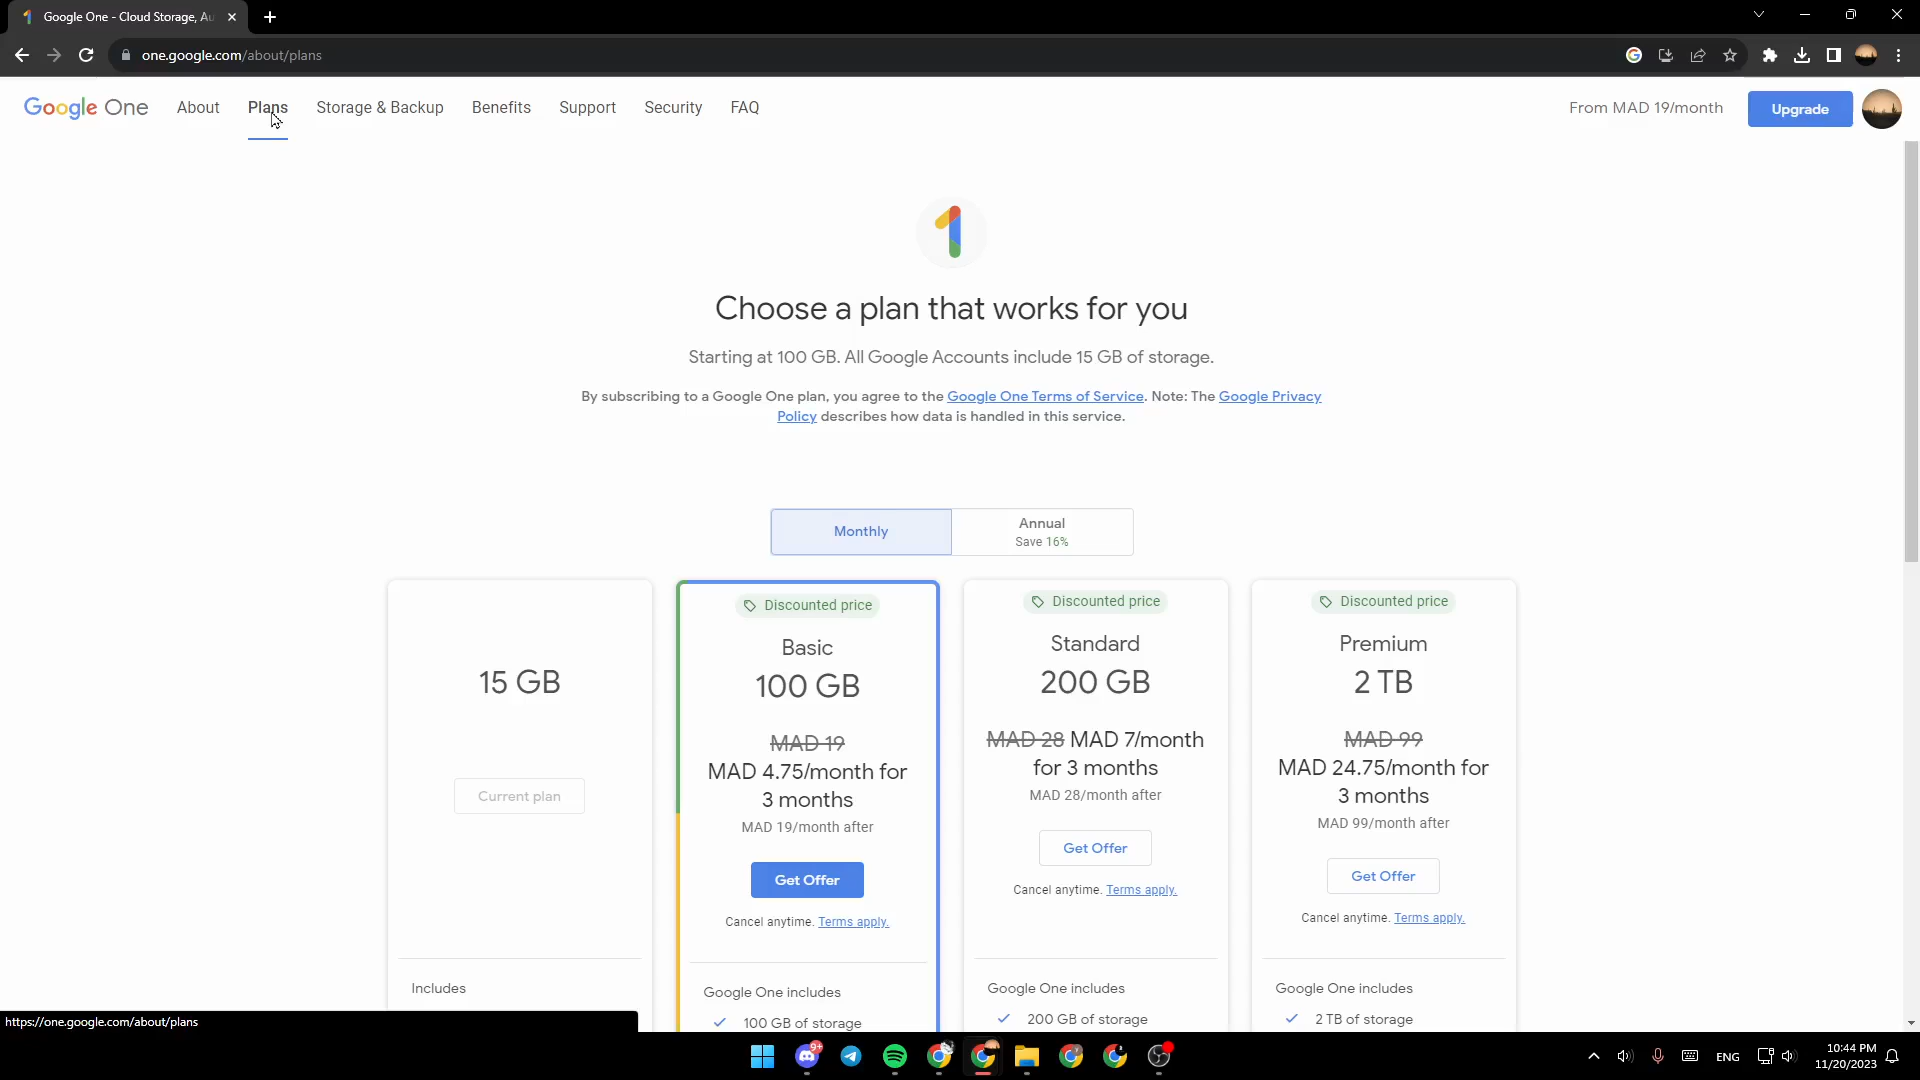 Google One - Cloud Storage, Au
one.google.com/about/plans
Google One
About
Plans
Storage & Backup
Benefits
Support
Security
FAQ
From MAD 19/month
Upgrade
Choose a plan that works for you
Starting at 100 GB. All Google Accounts include 15 GB of storage.
By subscribing to a Google One plan, you agree to the Google One Terms of Service. Note: The Google Privacy
Policy describes how data is handled in this service.
Monthly
Annual
Save 16%
15 GB
Current plan
Includes
Discounted price
Basic
100 GB
MAD 19
MAD 4.75/month for
3 months
MAD 19/month after
Get Offer
Cancel anytime. Terms apply.
Google One includes
100 GB of storage
Discounted price
Standard
200 GB
MAD 28 MAD 7/month
for 3 months
MAD 28/month after
Get Offer
Cancel anytime. Terms apply.
Google One includes
200 GB of storage
Discounted price
Premium
2 TB
MAD 99
MAD 24.75/month for
3 months
MAD 99/month after
Get Offer
Cancel anytime. Terms apply.
Google One includes
2 TB of storage
https://one.google.com/about/plans
9+
ENG
10:44 PM
11/20/2023